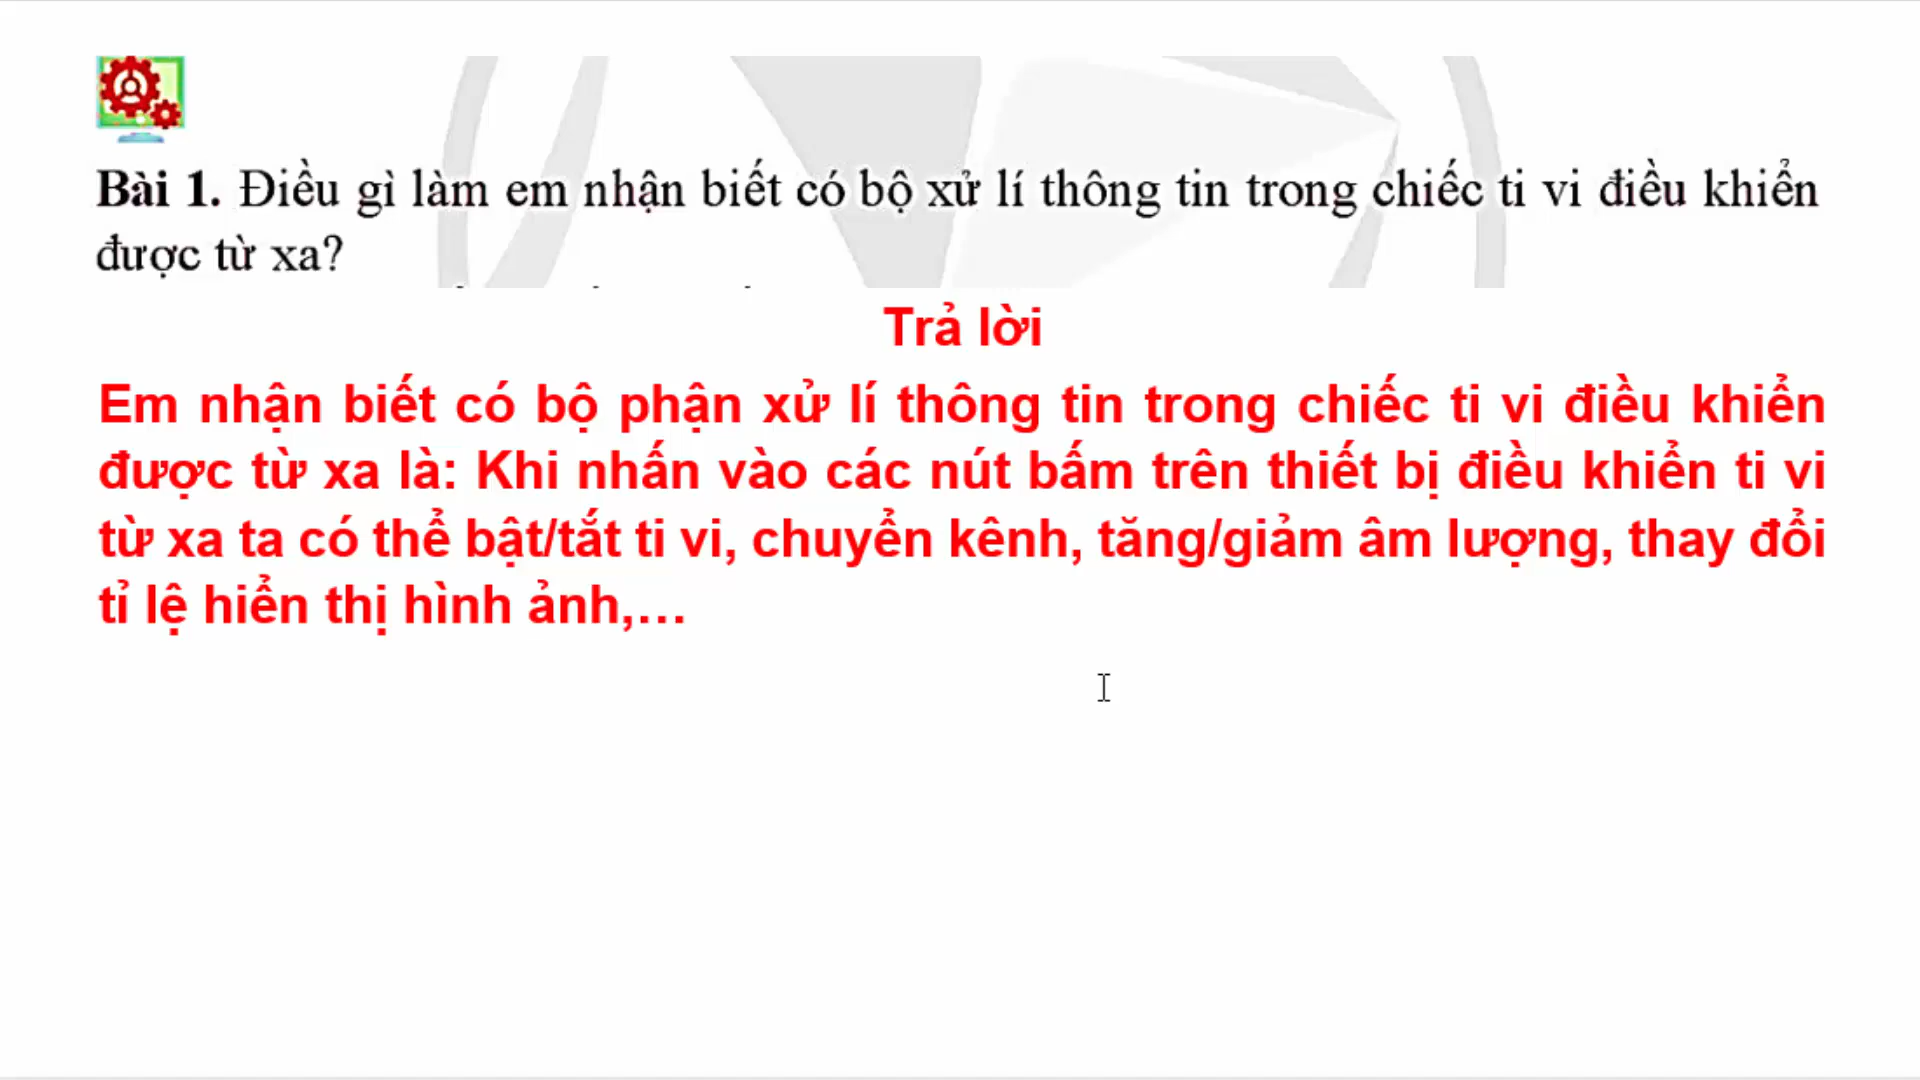 Bài 1. Điều gì làm em nhận biết có bộ xử lí thông tin trong chiếc ti vi điều khiển
được từ xa?
Trả lời
Em nhận biết có bộ phận xử lí thông tin trong chiếc ti vi điều khiển
được từ xa là: Khi nhấn vào các nút bấm trên thiết bị điều khiển ti vi
từ xa ta có thể bật/tắt ti vi, chuyển kênh, tăng/giảm âm lượng, thay đổi
tỉ lệ hiển thị hình ảnh,...